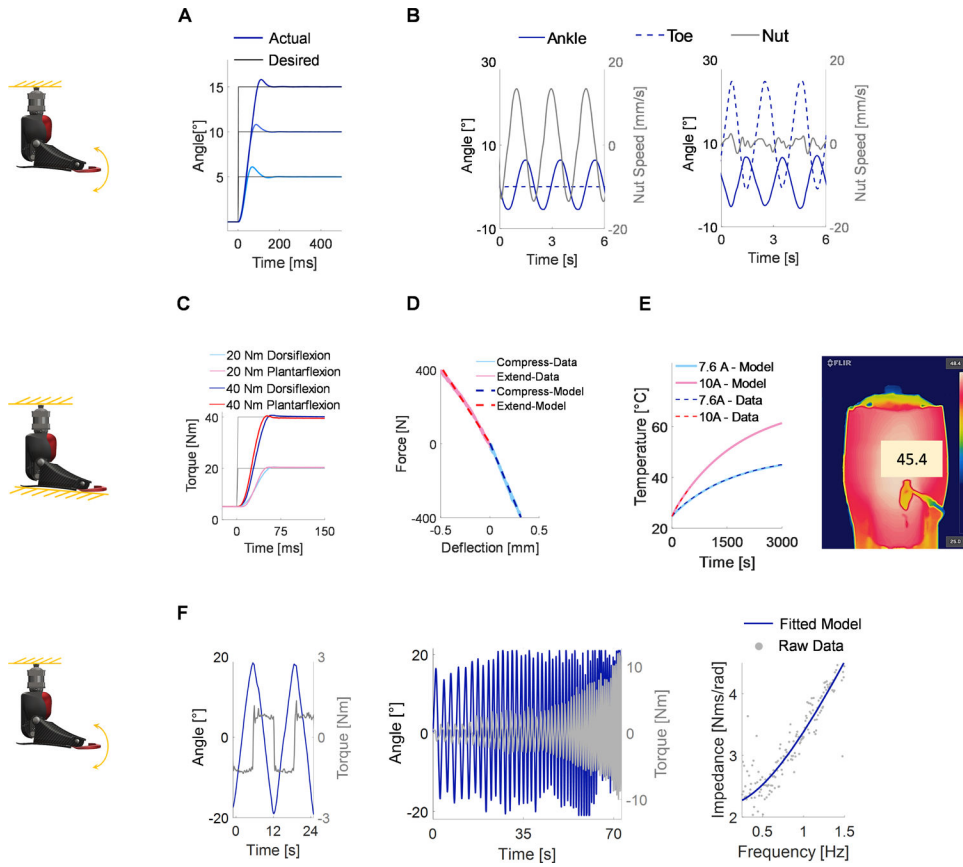 A
Actual
Desired
15
10
5
Angle[°]
0
200
400
Time [ms]
B
Ankle
Toe
Nut
30
10
-10
Angle [°]
20
0
-20
Nut Speed [mm/s]
0
3
6
Time [s]
30
10
-10
Angle [°]
20
0
-20
Nut Speed [mm/s]
0
3
6
Time [s]
C
20 Nm Dorsiflexion
20 Nm Plantarflexion
40 Nm Dorsiflexion
40 Nm Plantarflexion
40
20
0
Torque [Nm]
0
75
150
Time [ms]
D
Compress-Data
Extend-Data
Compress-Model
Extend-Model
400
0
-400
Force [N]
-0.5
0
0.5
Deflection [mm]
E
7.6 A - Model
10A - Model
7.6A - Data
10A - Data
60
40
20
Temperature [°C]
0
1500
3000
Time [s]
FLIR
48.4
45.4
25.0
F
20
0
-20
Angle [°]
3
0
-3
Torque [Nm]
0
12
24
Time [s]
20
0
-20
Angle [°]
10
0
-10
Torque [Nm]
0
35
70
Time [s]
Fitted Model
Raw Data
4
3
2
Impedance [Nms/rad]
0.5
1.0
1.5
Frequency [Hz]